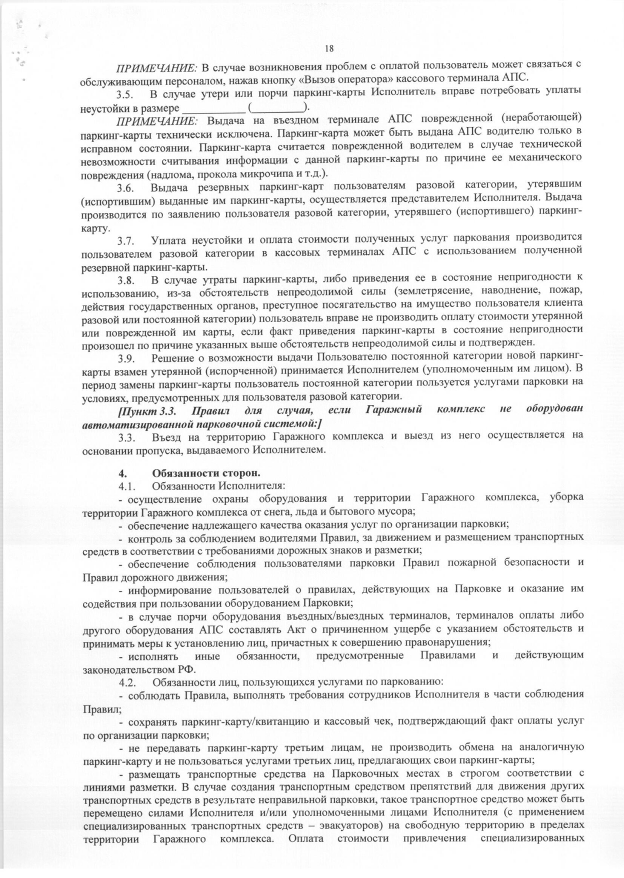 18
ПРИМЕЧАНИЕ: В случае возникновения проблем с оплатой пользователь может связаться с
обслуживающим персоналом, нажав кнопку «Вызов оператора» кассового терминала АПС.
3.5. В случае утери или порчи паркинг-карты Исполнитель вправе потребовать уплаты
неустойки в размере ____________ (__________).
ПРИМЕЧАНИЕ: Выдача на въездном терминале АПС поврежденной (неработающей)
паркинг-карты технически исключена. Паркинг-карта может быть выдана АПС водителю только в
исправном состоянии. Паркинг-карта считается поврежденной водителем в случае технической
невозможности считывания информации с данной паркинг-карты по причине ее механического
повреждения (надлома, прокола микрочипа и т.д.).
3.6. Выдача резервных паркинг-карт пользователям разовой категории, утерявшим
(испортившим) выданные им паркинг-карты, осуществляется представителем Исполнителя. Выдача
производится по заявлению пользователя разовой категории, утерявшего (испортившего) паркинг-
карту.
3.7. Уплата неустойки и оплата стоимости полученных услуг паркования производится
пользователем разовой категории в кассовых терминалах АПС с использованием полученной
резервной паркинг-карты.
3.8. В случае утраты паркинг-карты, либо приведения ее в состояние непригодности к
использованию, из-за обстоятельств непреодолимой силы (землетрясение, наводнение, пожар,
действия государственных органов, преступное посягательство на имущество пользователя клиента
разовой или постоянной категории) пользователь вправе не производить оплату стоимости утерянной
или поврежденной им карты, если факт приведения паркинг-карты в состояние непригодности
произошел по причине указанных выше обстоятельств непреодолимой силы и подтвержден.
3.9. Решение о возможности выдачи Пользователю постоянной категории новой паркинг-
карты взамен утерянной (испорченной) принимается Исполнителем (уполномоченным им лицом). В
период замены паркинг-карты пользователь постоянной категории пользуется услугами парковки на
условиях, предусмотренных для пользователя разовой категории.
[Пункт 3.3. Правил для случая, если Гаражный комплекс не оборудован
автоматизированной парковочной системой:]
3.3. Въезд на территорию Гаражного комплекса и выезд из него осуществляется на
основании пропуска, выдаваемого Исполнителем.
4. Обязанности сторон.
4.1. Обязанности Исполнителя:
- осуществление охраны оборудования и территории Гаражного комплекса, уборка
территории Гаражного комплекса от снега, льда и бытового мусора;
- обеспечение надлежащего качества оказания услуг по организации парковки;
- контроль за соблюдением водителями Правил, за движением и размещением транспортных
средств в соответствии с требованиями дорожных знаков и разметки;
- обеспечение соблюдения пользователями парковки Правил пожарной безопасности и
Правил дорожного движения;
- информирование пользователей о правилах, действующих на Парковке и оказание им
содействия при пользовании оборудованием Парковки;
- в случае порчи оборудования въездных/выездных терминалов, терминалов оплаты либо
другого оборудования АПС составлять Акт о причиненном ущербе с указанием обстоятельств и
принимать меры к установлению лиц, причастных к совершению правонарушения;
- исполнять иные обязанности, предусмотренные Правилами и действующим
законодательством РФ.
4.2. Обязанности лиц, пользующихся услугами по паркованию:
- соблюдать Правила, выполнять требования сотрудников Исполнителя в части соблюдения
Правил;
- сохранять паркинг-карту/квитанцию и кассовый чек, подтверждающий факт оплаты услуг
по организации парковки;
- не передавать паркинг-карту третьим лицам, не производить обмена на аналогичную
паркинг-карту и не пользоваться услугами третьих лиц, предлагающих свои паркинг-карты;
- размещать транспортные средства на Парковочных местах в строгом соответствии с
линиями разметки. В случае создания транспортным средством препятствий для движения других
транспортных средств в результате неправильной парковки, такое транспортное средство может быть
перемещено силами Исполнителя и/или уполномоченными лицами Исполнителя (с применением
специализированных транспортных средств – эвакуаторов) на свободную территорию в пределах
территории Гаражного комплекса. Оплата стоимости привлечения специализированных